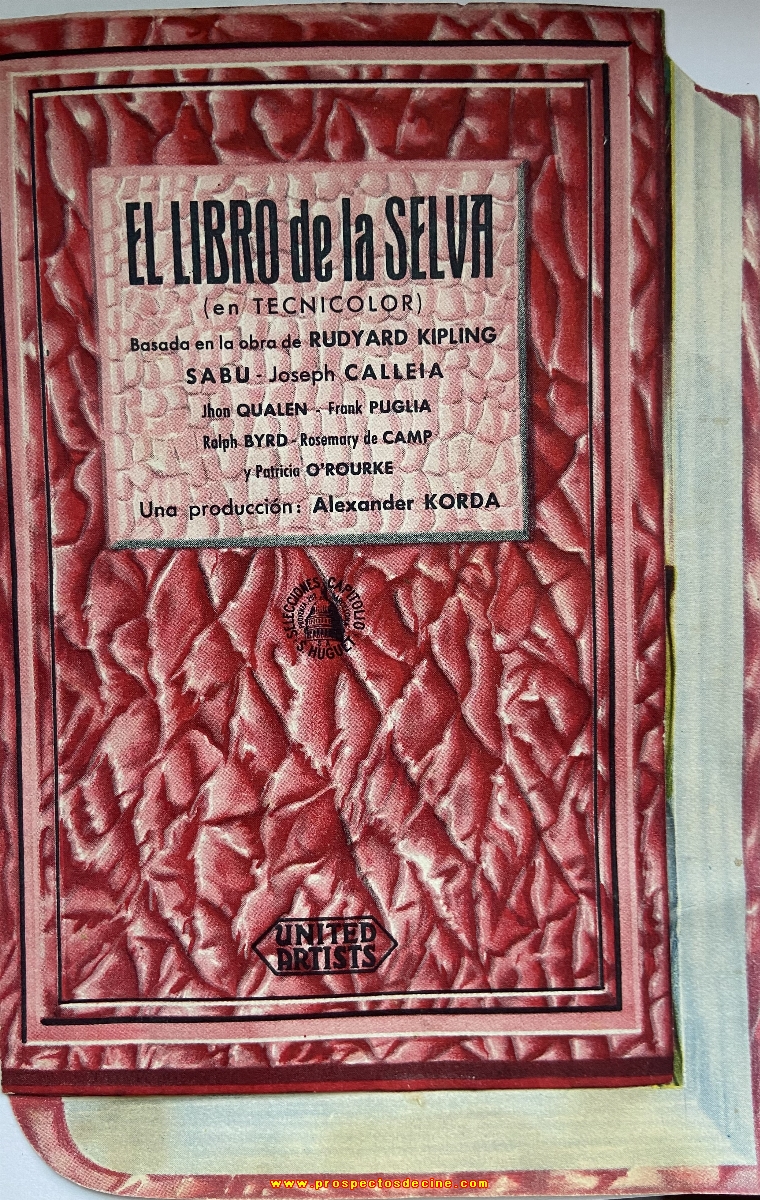 EL LIBRO de la SELVA
(en TECNICOLOR)
Basada en la obra de RUDYARD KIPLING
SABU - Joseph CALLEIA
Jhon QUALEN - Frank PUGLIA
Ralph BYRD - Rosemary de CAMP
y Patricia O'ROURKE
Una producción: Alexander KORDA
SELECCIONES CAPITOLIO
S. HUGUET
UNITED
ARTISTS
www.prospectosdecine.com